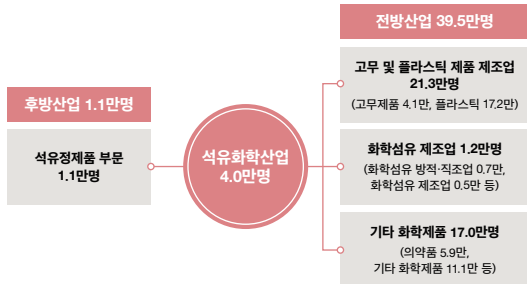 후방산업 1.1만명
석유정제품 부문
1.1만명
석유화학산업
4.0만명
전방산업 39.5만명
고무 및 플라스틱 제품 제조업
21.3만명
(고무제품 4.1만, 플라스틱 17.2만)
화학섬유 제조업 1.2만명
(화학섬유 방적·직조업 0.7만,
화학섬유 제조업 0.5만 등)
기타 화학제품 17.0만명
(의약품 5.9만,
기타 화학제품 11.1만 등)